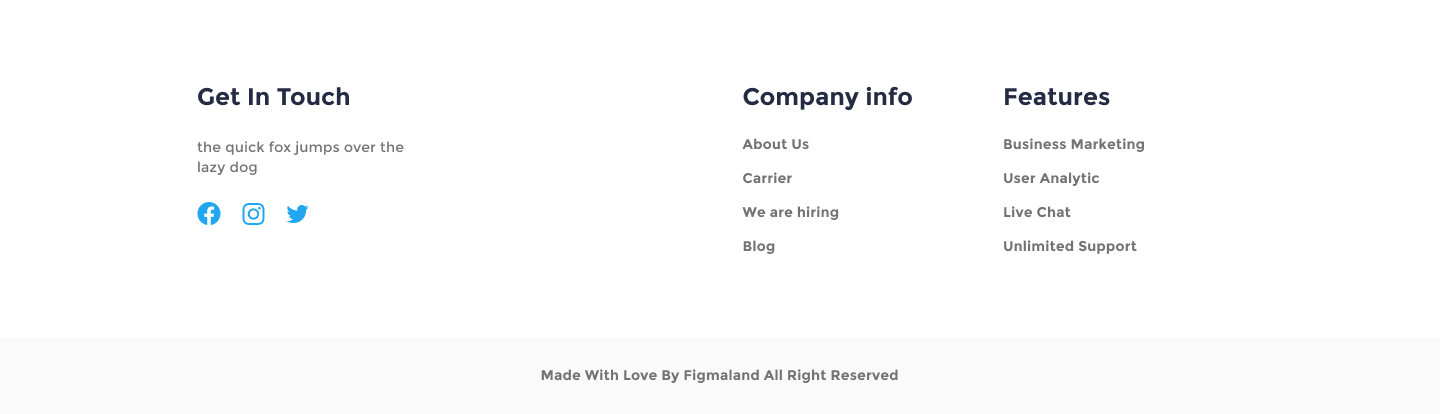 Get In Touch
the quick fox jumps over the
lazy dog
Company info
About Us
Carrier
We are hiring
Blog
Features
Business Marketing
User Analytic
Live Chat
Unlimited Support
Made With Love By Figmaland All Right Reserved